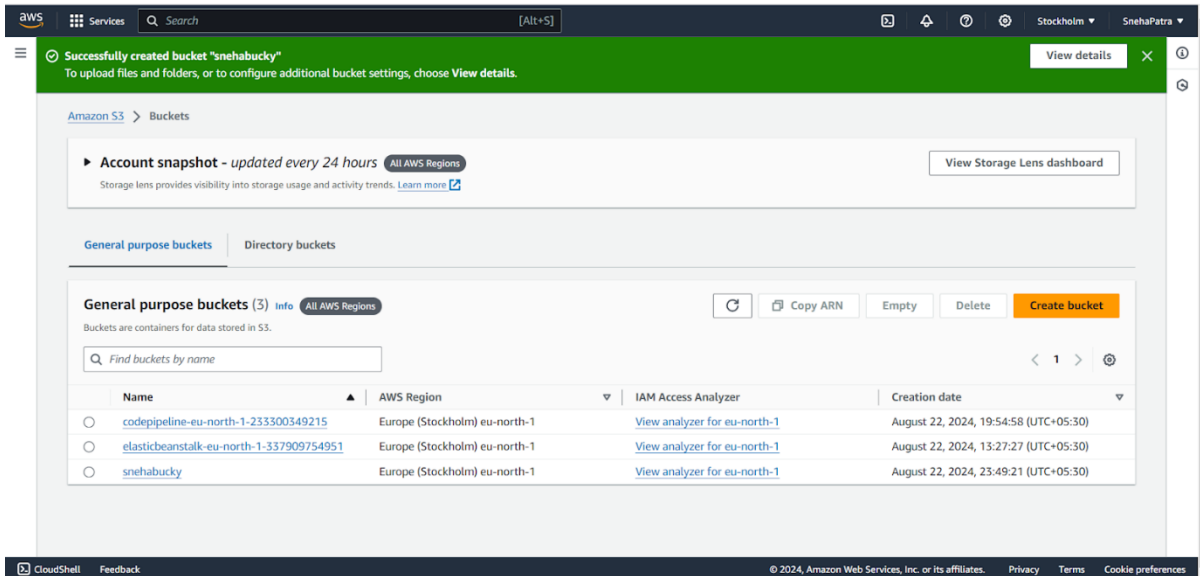 aws Services Search [Alt+S] Stockholm ▼ SnehaPatra ▼
Successfully created bucket "snehabucky"
To upload files and folders, or to configure additional bucket settings, choose View details.
View details
Amazon S3 > Buckets
Account snapshot - updated every 24 hours All AWS Regions
Storage lens provides visibility into storage usage and activity trends. Learn more
View Storage Lens dashboard
General purpose buckets Directory buckets
General purpose buckets (3) Info All AWS Regions
Buckets are containers for data stored in S3.
Copy ARN Empty Delete Create bucket
Find buckets by name
< 1 >
Name AWS Region IAM Access Analyzer Creation date
codepipeline-eu-north-1-233300349215 Europe (Stockholm) eu-north-1 View analyzer for eu-north-1 August 22, 2024, 19:54:58 (UTC+05:30)
elasticbeanstalk-eu-north-1-337909754951 Europe (Stockholm) eu-north-1 View analyzer for eu-north-1 August 22, 2024, 13:27:27 (UTC+05:30)
snehabucky Europe (Stockholm) eu-north-1 View analyzer for eu-north-1 August 22, 2024, 23:49:21 (UTC+05:30)
CloudShell Feedback © 2024, Amazon Web Services, Inc. or its affiliates. Privacy Terms Cookie preferences